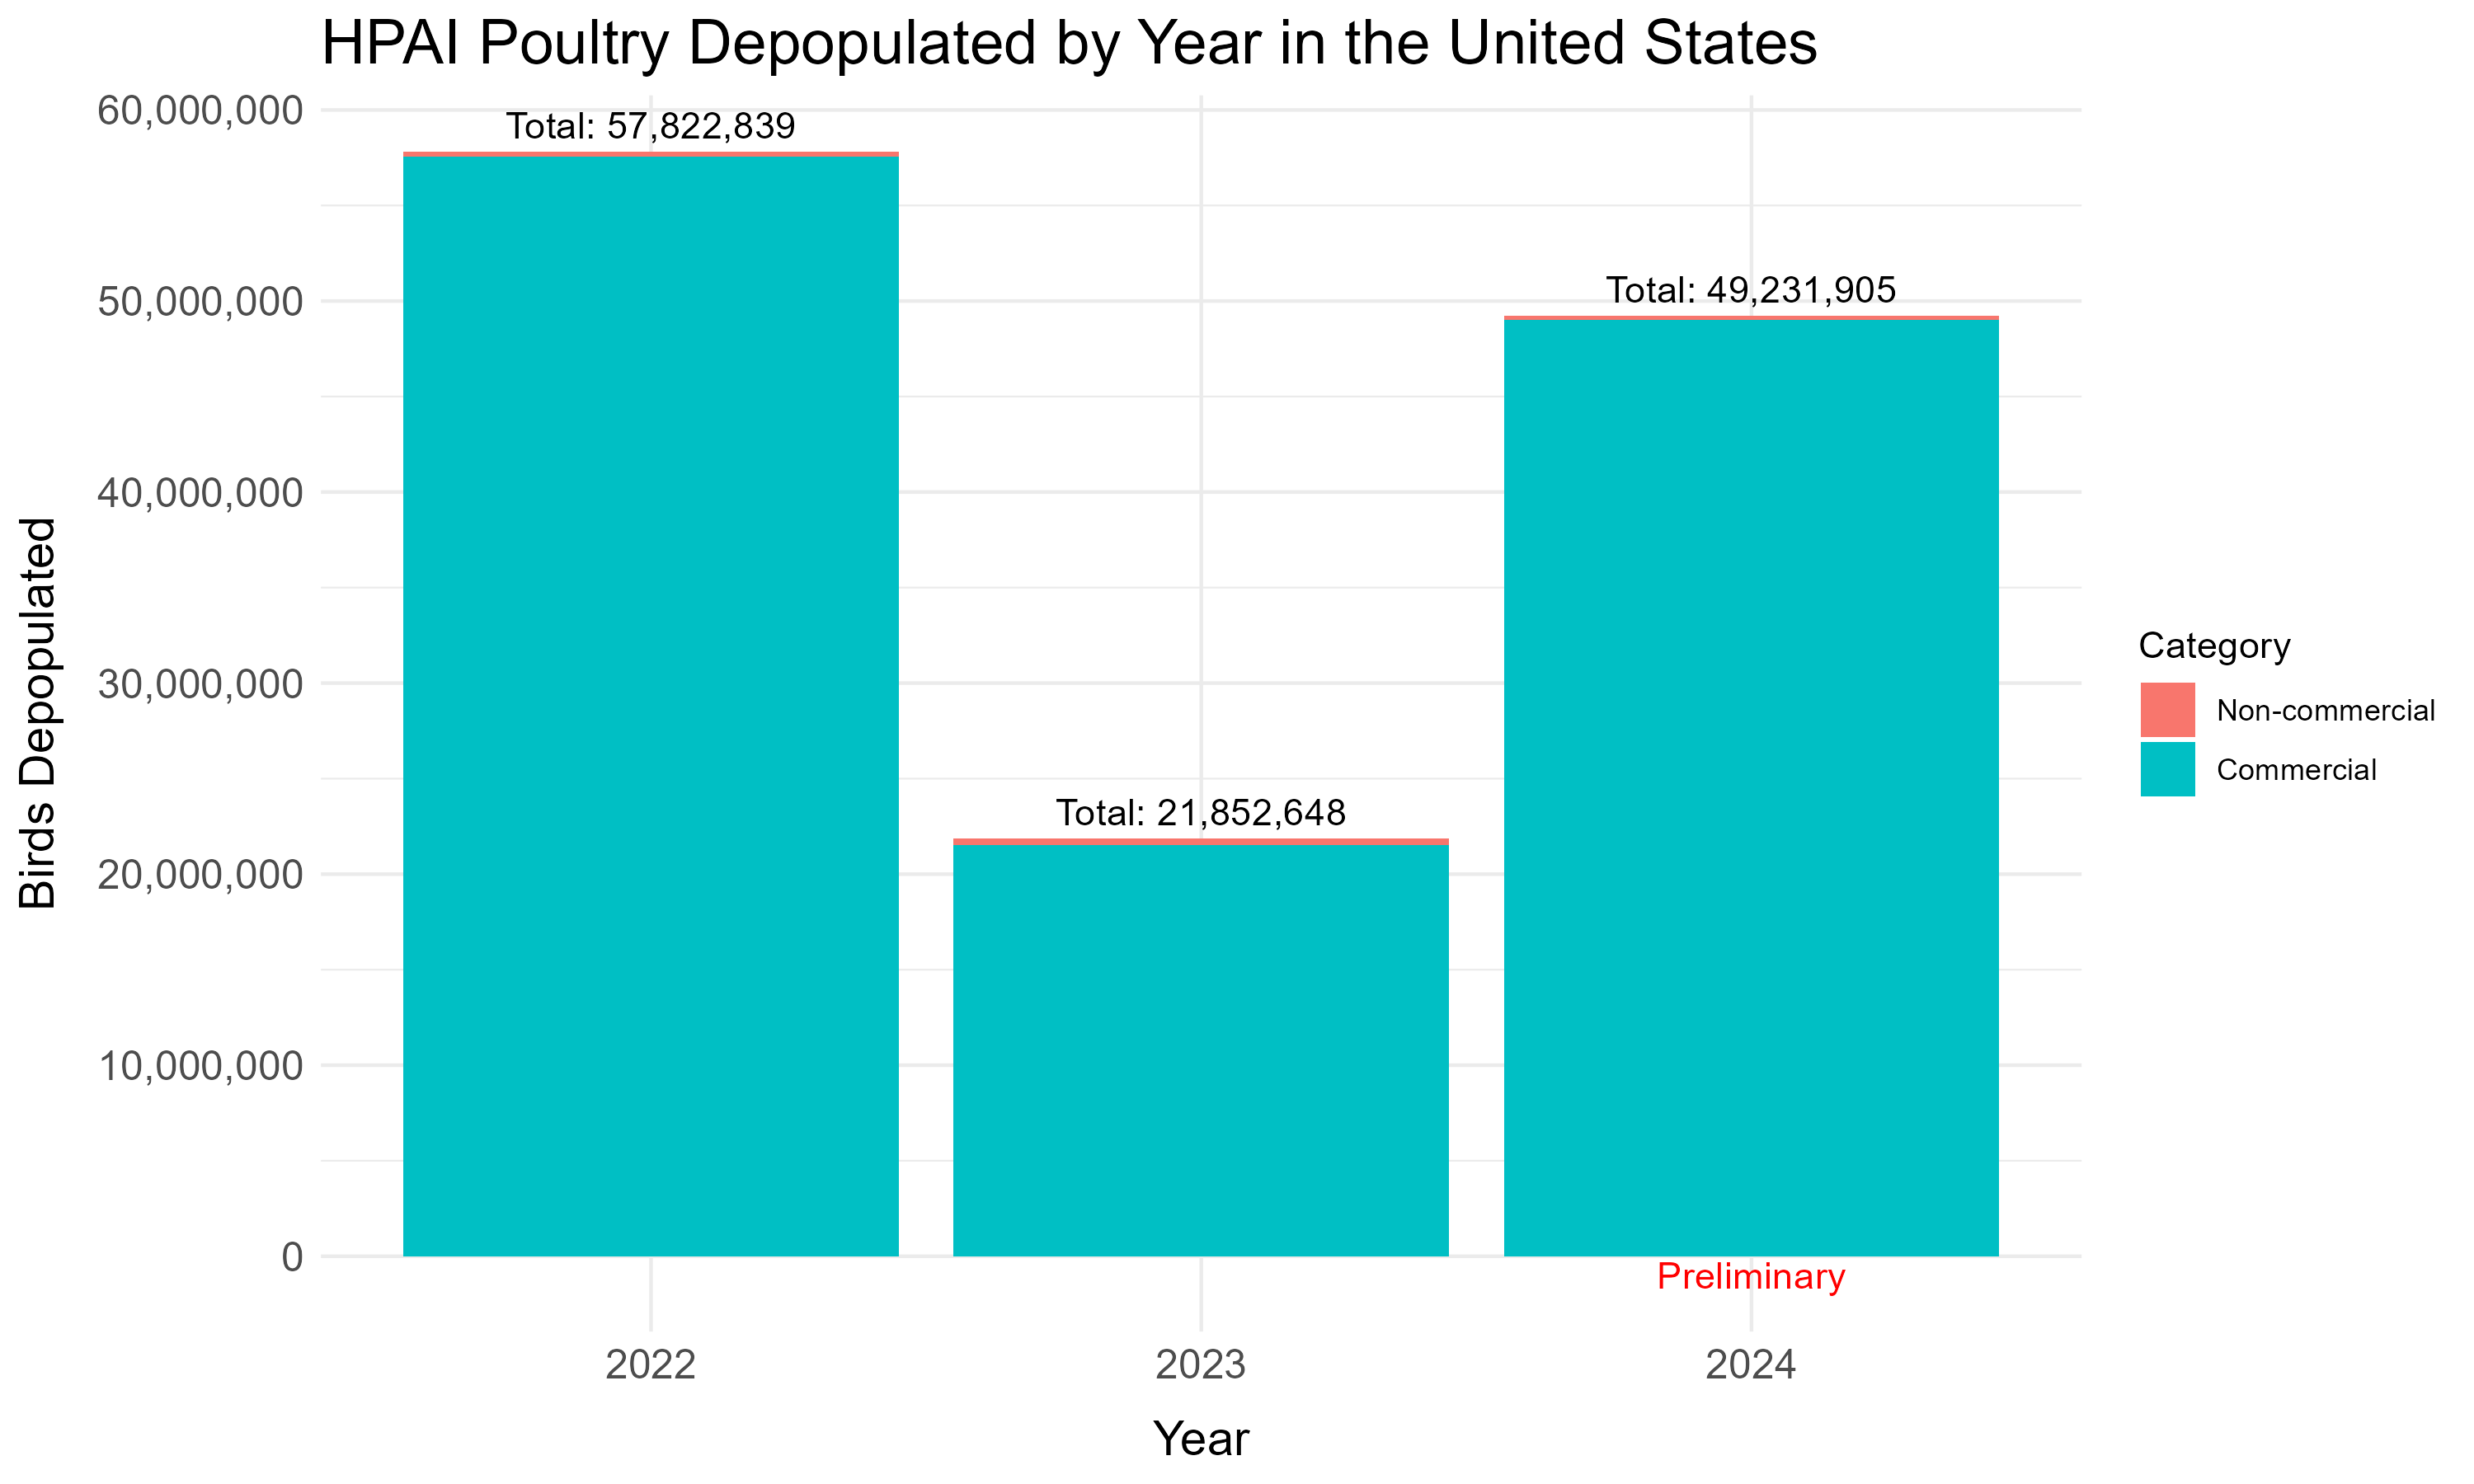 HPAI Poultry Depopulated by Year in the United States
60,000,000
50,000,000
40,000,000
30,000,000
20,000,000
10,000,000
0
Birds Depopulated
Total: 57,822,839
Total: 21,852,648
Total: 49,231,905
Preliminary
2022
2023
2024
Year
Category
Non-commercial
Commercial